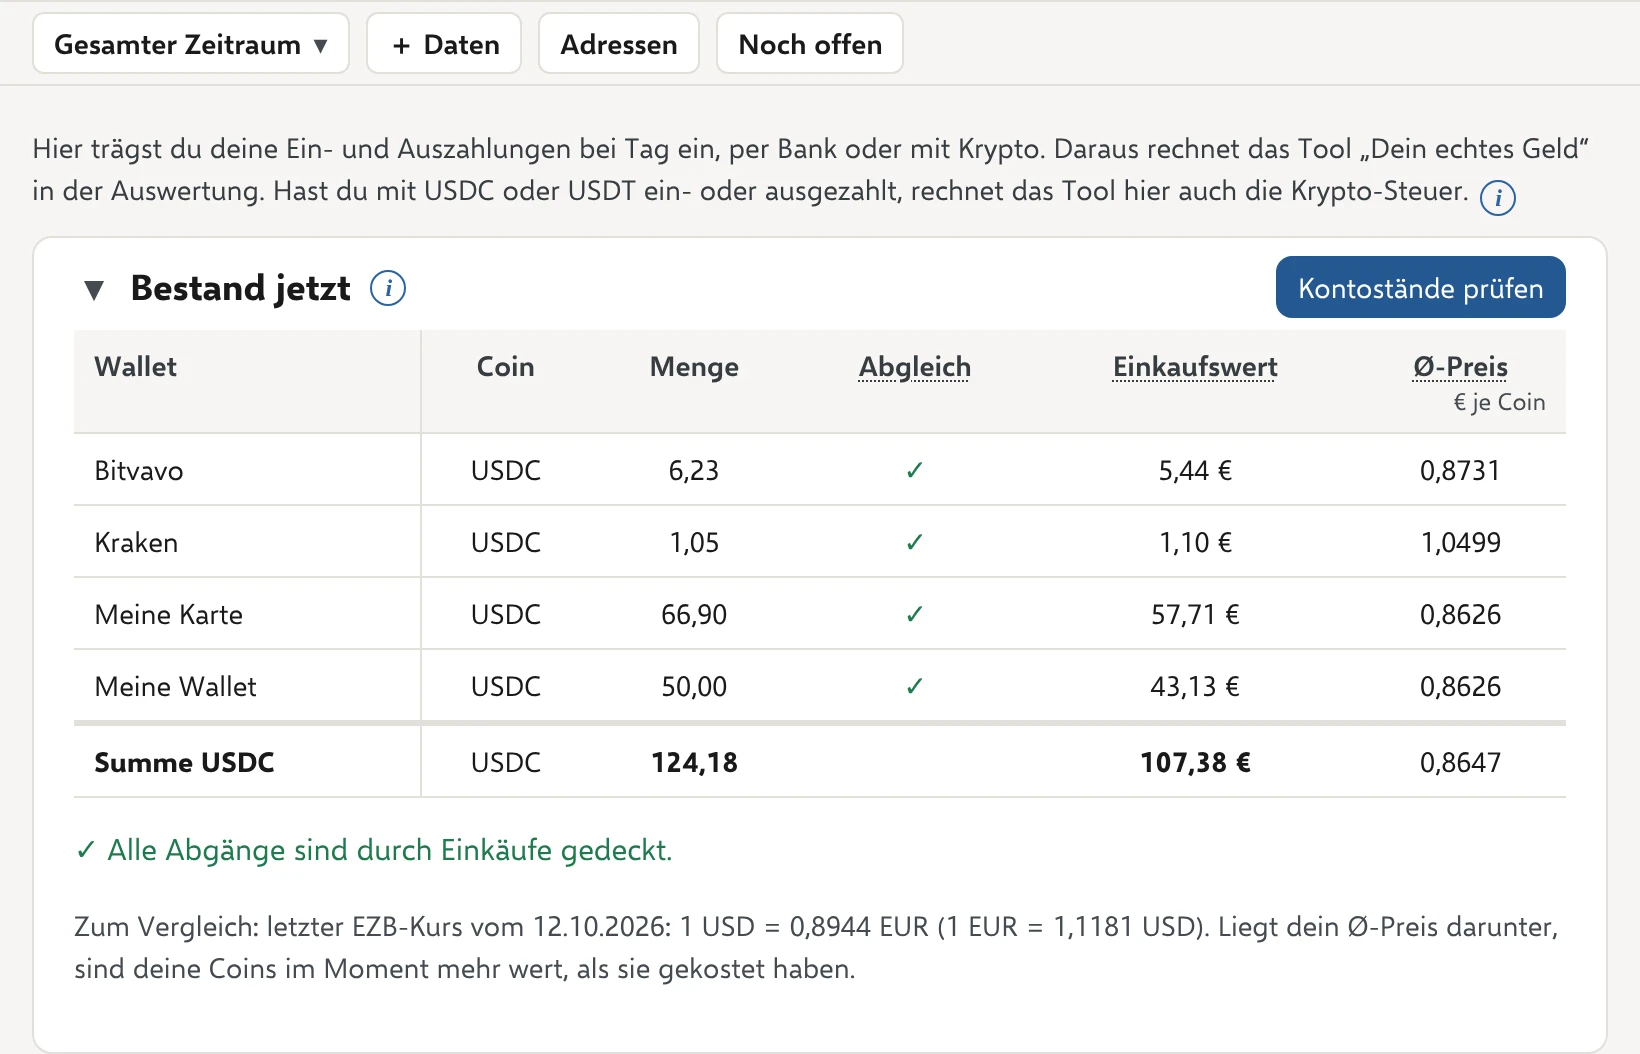 Gesamter Zeitraum ▼ + Daten Adressen Noch offen
Hier trägst du deine Ein- und Auszahlungen bei Tag ein, per Bank oder mit Krypto. Daraus rechnet das Tool „Dein echtes Geld“
in der Auswertung. Hast du mit USDC oder USDT ein- oder ausgezahlt, rechnet das Tool hier auch die Krypto-Steuer. i
▼ Bestand jetzt i Kontostände prüfen
Wallet Coin Menge Abgleich Einkaufswert Ø-Preis
€ je Coin
Bitvavo USDC 6,23 ✓ 5,44 € 0,8731
Kraken USDC 1,05 ✓ 1,10 € 1,0499
Meine Karte USDC 66,90 ✓ 57,71 € 0,8626
Meine Wallet USDC 50,00 ✓ 43,13 € 0,8626
Summe USDC USDC 124,18 107,38 € 0,8647
✓ Alle Abgänge sind durch Einkäufe gedeckt.
Zum Vergleich: letzter EZB-Kurs vom 12.10.2026: 1 USD = 0,8944 EUR (1 EUR = 1,1181 USD). Liegt dein Ø-Preis darunter,
sind deine Coins im Moment mehr wert, als sie gekostet haben.